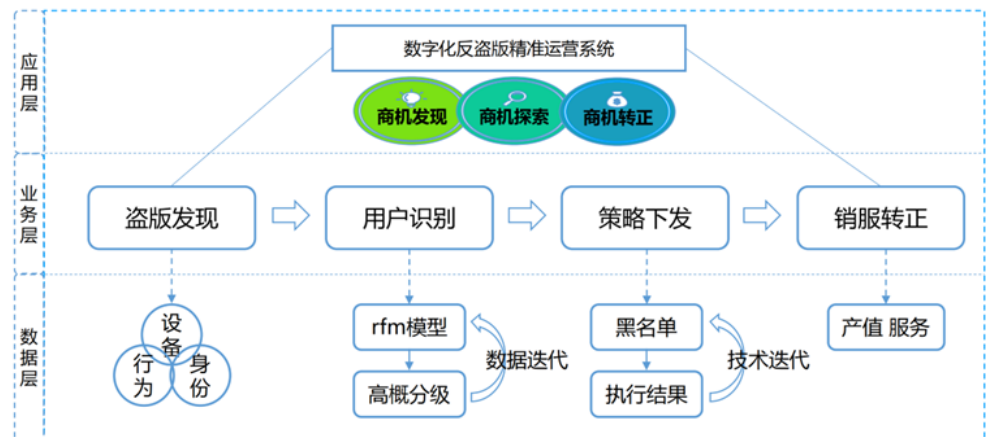 应用层
数字化反盗版精准运营系统
商机发现
商机探索
商机转正
业务层
盗版发现
用户识别
策略下发
销服转正
数据层
设备
行为
身份
rfm模型
数据迭代
高概分级
黑名单
技术迭代
执行结果
产值 服务